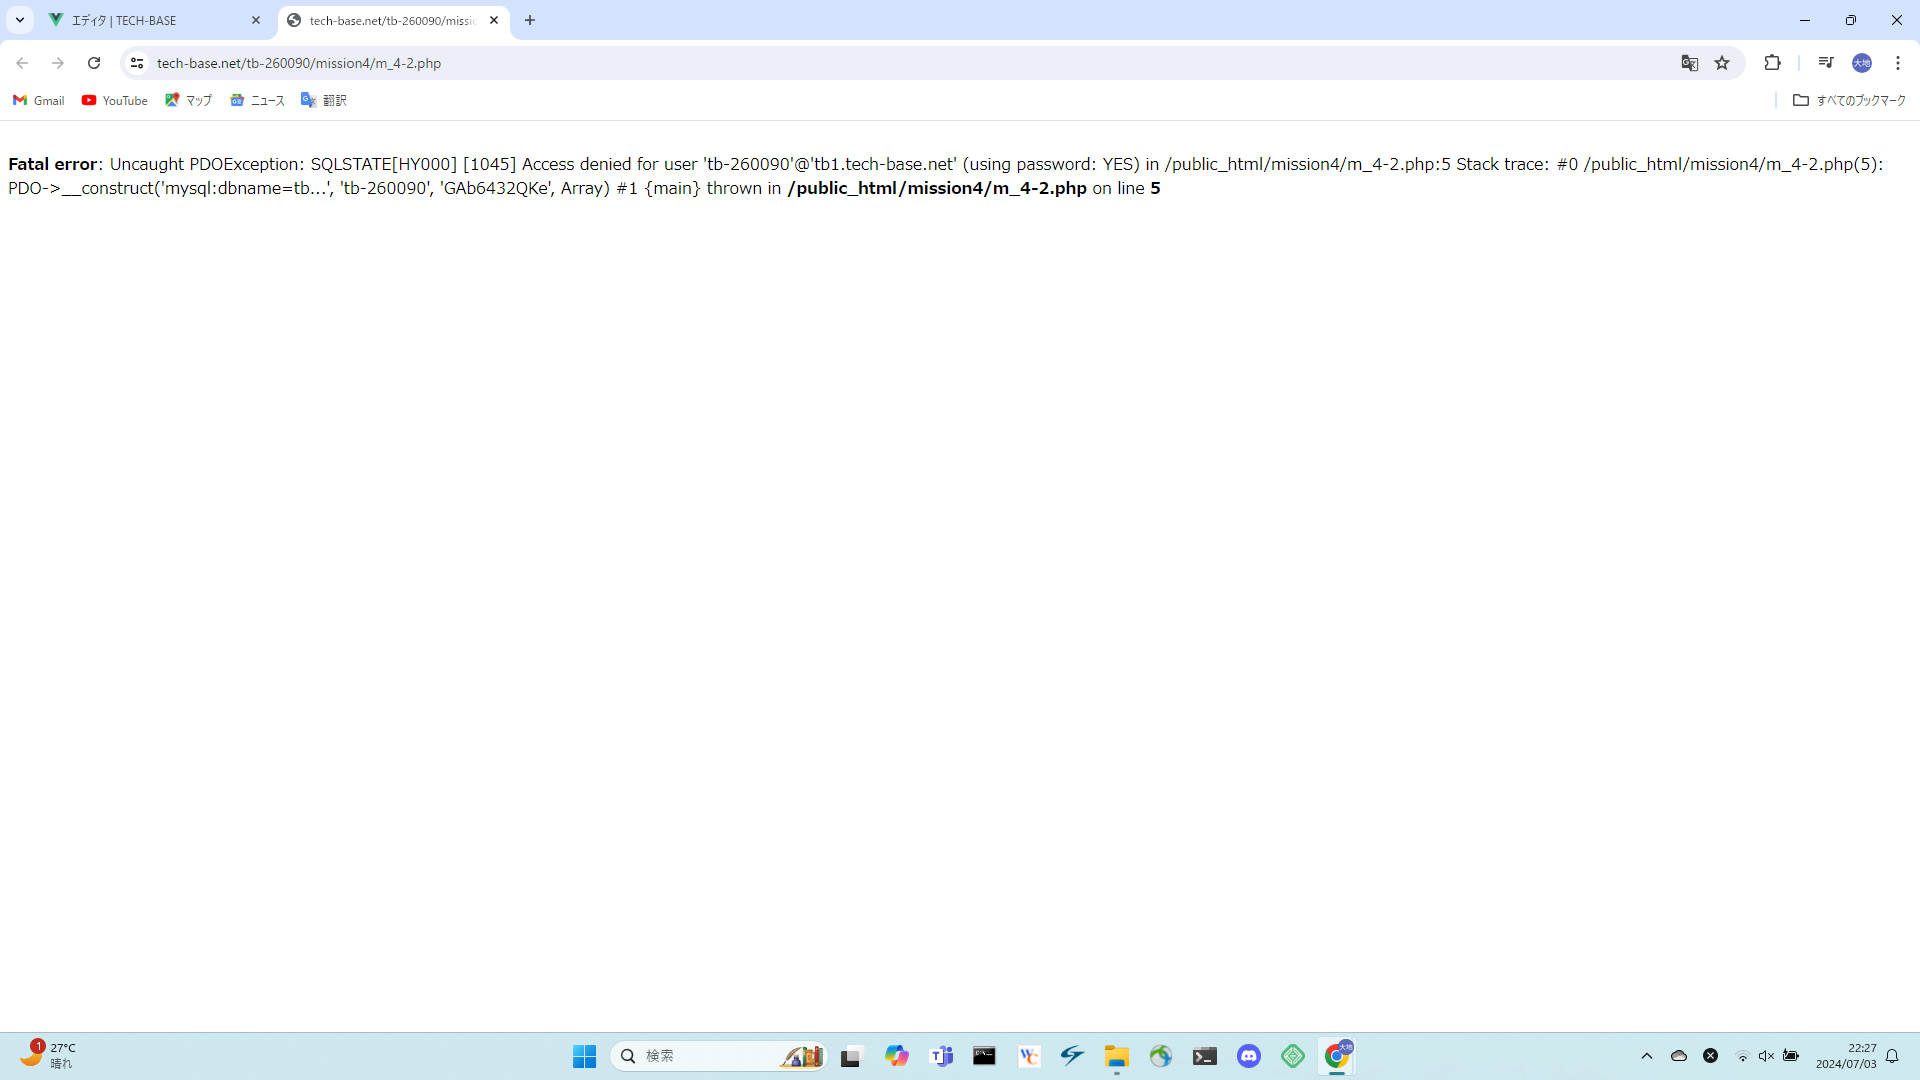 エディタ | TECH-BASE
tech-base.net/tb-260090/missi
tech-base.net/tb-260090/mission4/m_4-2.php
大地
Gmail
YouTube
マップ
ニュース
翻訳
すべてのブックマーク
Fatal error: Uncaught PDOException: SQLSTATE[HY000] [1045] Access denied for user 'tb-260090'@'tb1.tech-base.net' (using password: YES) in /public_html/mission4/m_4-2.php:5 Stack trace: #0 /public_html/mission4/m_4-2.php(5):
PDO->__construct('mysql:dbname=tb...', 'tb-260090', 'GAb6432QKe', Array) #1 {main} thrown in /public_html/mission4/m_4-2.php on line 5
1
27°C
晴れ
検索
大地
22:27
2024/07/03